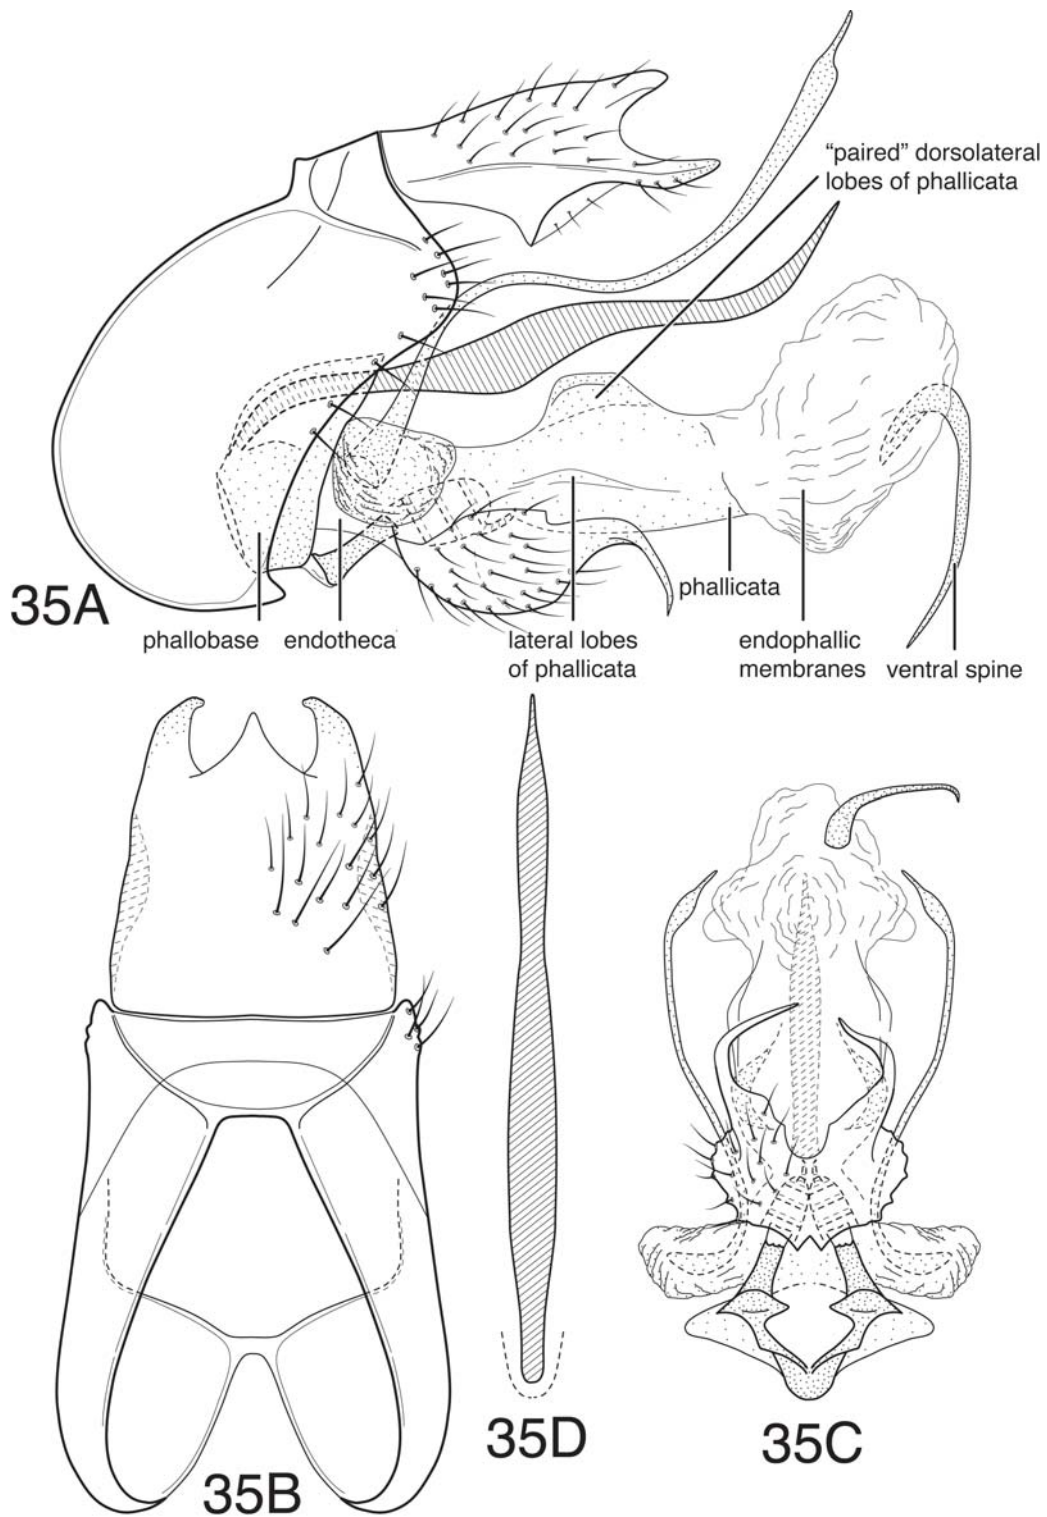 “paired” dorsolateral
lobes of phallicata
35A
phallicata
phallobase
endotheca
lateral lobes
of phallicata
endophallic
membranes
ventral spine
35B
35D
35C